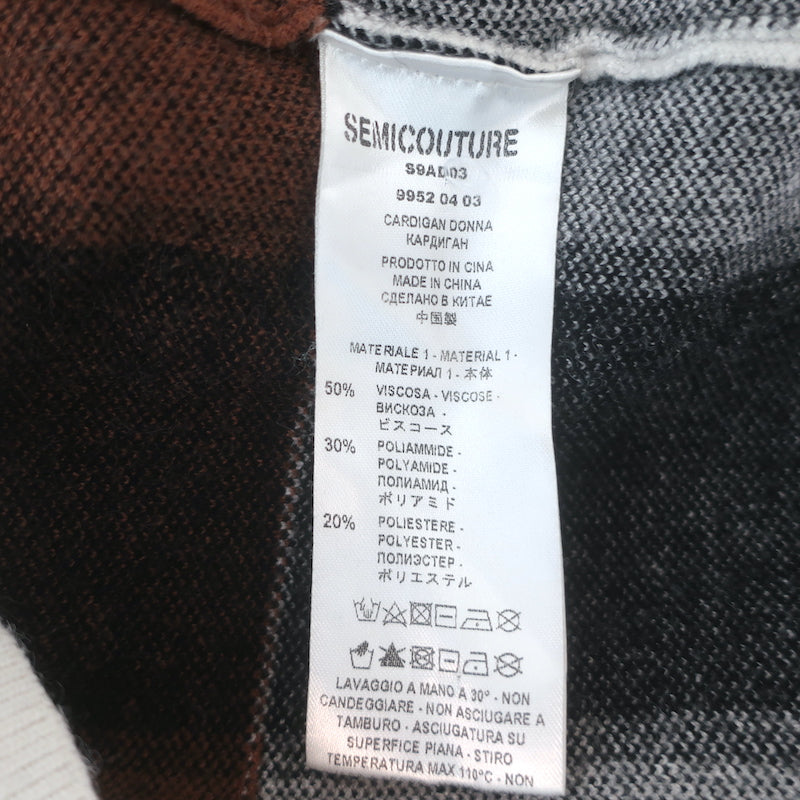 SEMICOUTURE
S9AD03
9952 04 03
CARDIGAN DONNA
КАРДИГАН
PRODOTTO IN CINA
MADE IN CHINA
СДЕЛАНО В КИТАЕ
中国製
MATERIALE 1 - MATERIAL 1 -
МАТЕРИАЛ 1 - 本体
50% VISCOSA - VISCOSE -
ВИСКОЗА -
ビスコース
30% POLIAMMIDE -
POLYAMIDE -
ПОЛИАМИД -
ポリアミド
20% POLIESTERE -
POLYESTER -
ПОЛИЭСТЕР -
ポリエステル
LAVAGGIO A MANO A 30° - NON
CANDEGGIARE - NON ASCIUGARE A
TAMBURO - ASCIUGATURA SU
SUPERFICE PIANA - STIRO
TEMPERATURA MAX 110°C - NON